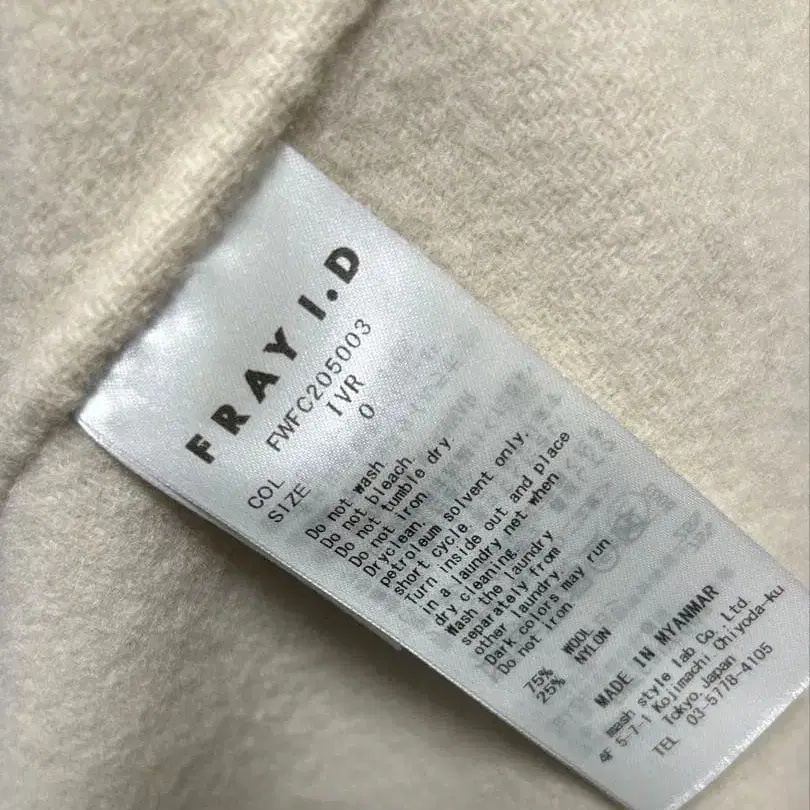 FRAY I.D
FWFC205003
COL IVR
SIZE 0
Do not wash.
Do not bleach.
Do not tumble dry
Do not iron.
Dryclean.
petroleum solvent only.
short cycle.
Turn inside out and place
in a laundry net when
dry cleaning.
Wash the laundry
separately from
other laundry.
Dark colors may run
Do not iron
75% WOOL
25% NYLON
MADE IN MYANMAR
mash style lab Co., Ltd.
4F 5-7-1 Kojimachi Chiyoda-ku
Tokyo, Japan
TEL 03-5778-4105